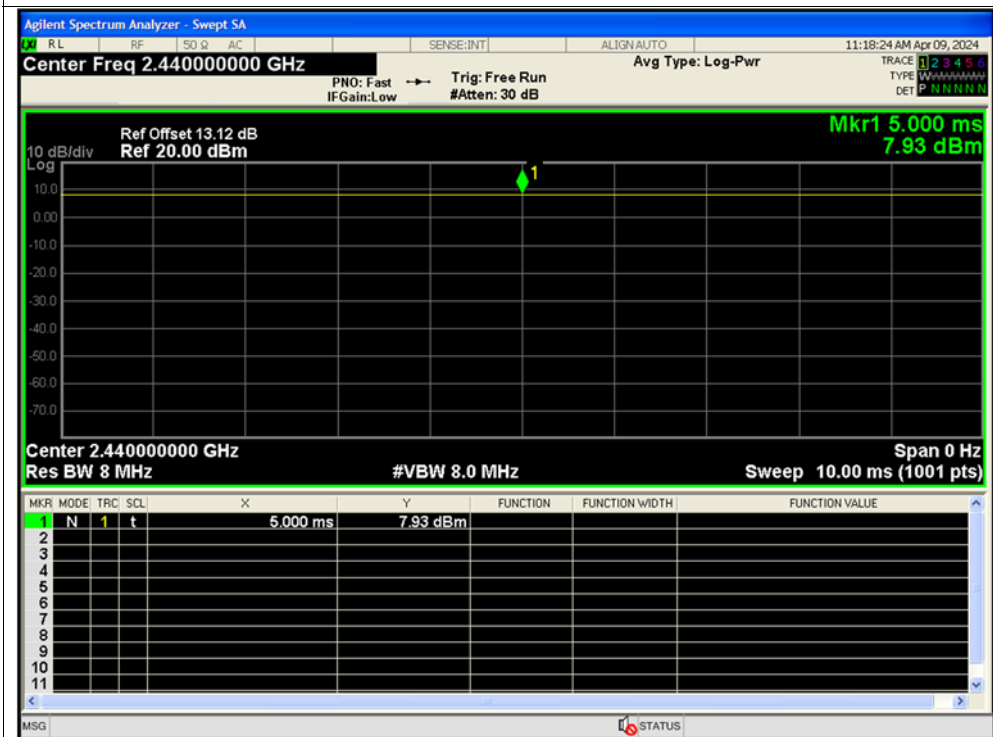 Agilent Spectrum Analyzer - Swept SA
LXI RL RF 50 Ω AC SENSE:INT ALIGN AUTO 11:18:24 AM Apr 09, 2024
Center Freq 2.440000000 GHz Avg Type: Log-Pwr TRACE 1 2 3 4 5 6
PNO: Fast Trig: Free Run TYPE W
IFGain:Low #Atten: 30 dB DET P N N N N N
Mkr1 5.000 ms
Ref Offset 13.12 dB
10 dB/div Ref 20.00 dBm 7.93 dBm
Log
1
10.0
0.00
-10.0
-20.0
-30.0
-40.0
-50.0
-60.0
-70.0
Center 2.440000000 GHz Span 0 Hz
Res BW 8 MHz #VBW 8.0 MHz Sweep 10.00 ms (1001 pts)
MKR MODE TRC SCL X Y FUNCTION FUNCTION WIDTH FUNCTION VALUE
1 N 1 t 5.000 ms 7.93 dBm
2
3
4
5
6
7
8
9
10
11
MSG STATUS